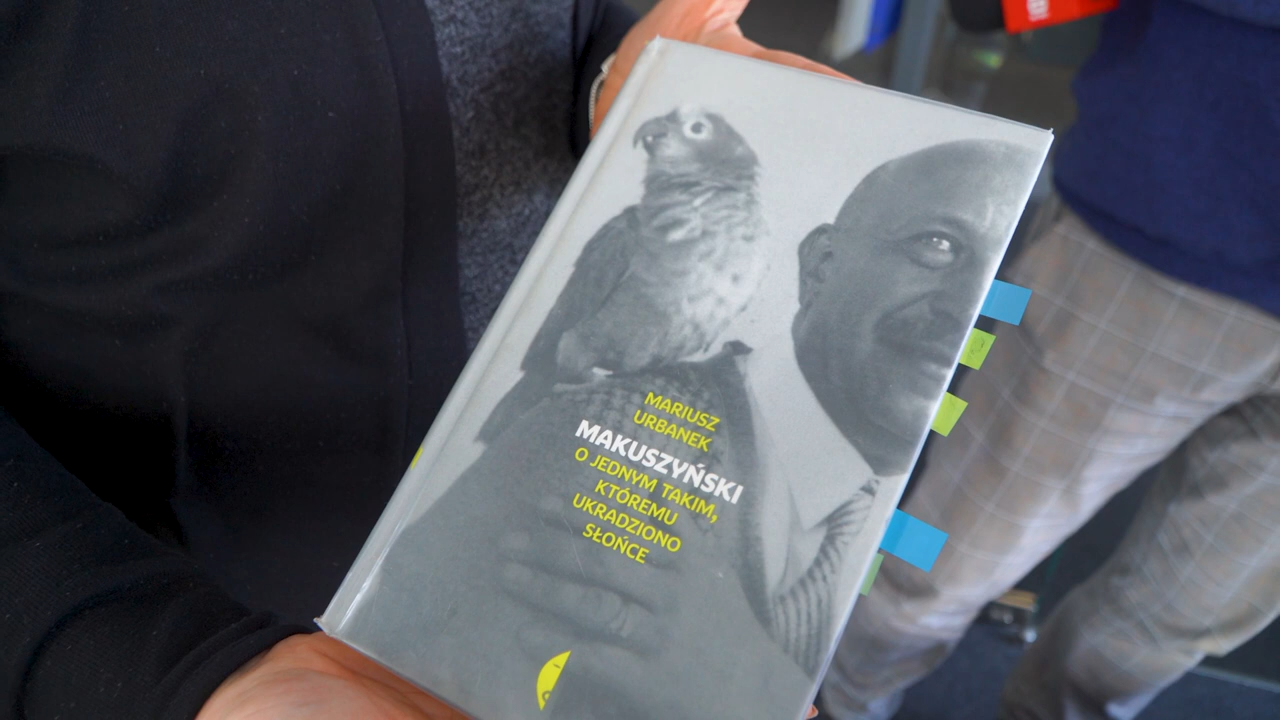 MARIUSZ
URBANEK
MAKUSZYŃSKI
O JEDNYM TAKIM,
KTÓREMU
UKRADZIONO
SŁOŃCE